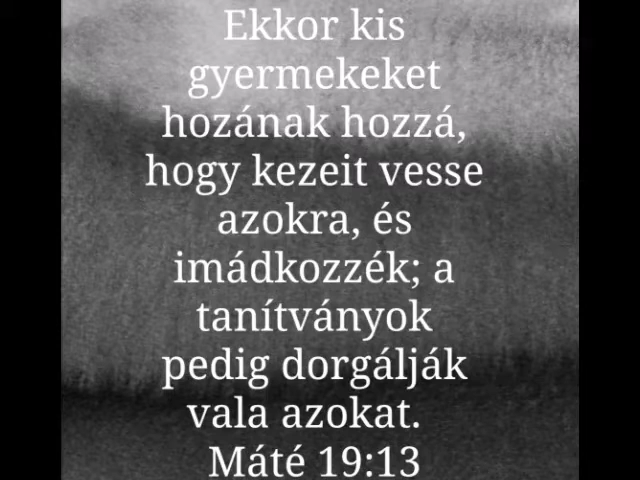 Ekkor kis
gyermekeket
hozának hozzá,
hogy kezeit vesse
azokra, és
imádkozzék; a
tanítványok
pedig dorgálják
vala azokat.
Máté 19:13